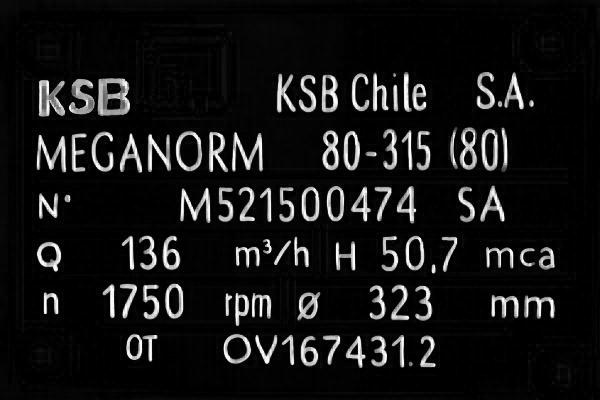 KSB KSB Chile S.A.
MEGANORM 80-315 (80)
N° M521500474 SA
Q 136 m³/h H 50,7 mca
n 1750 rpm ø 323 mm
OT OV167431.2